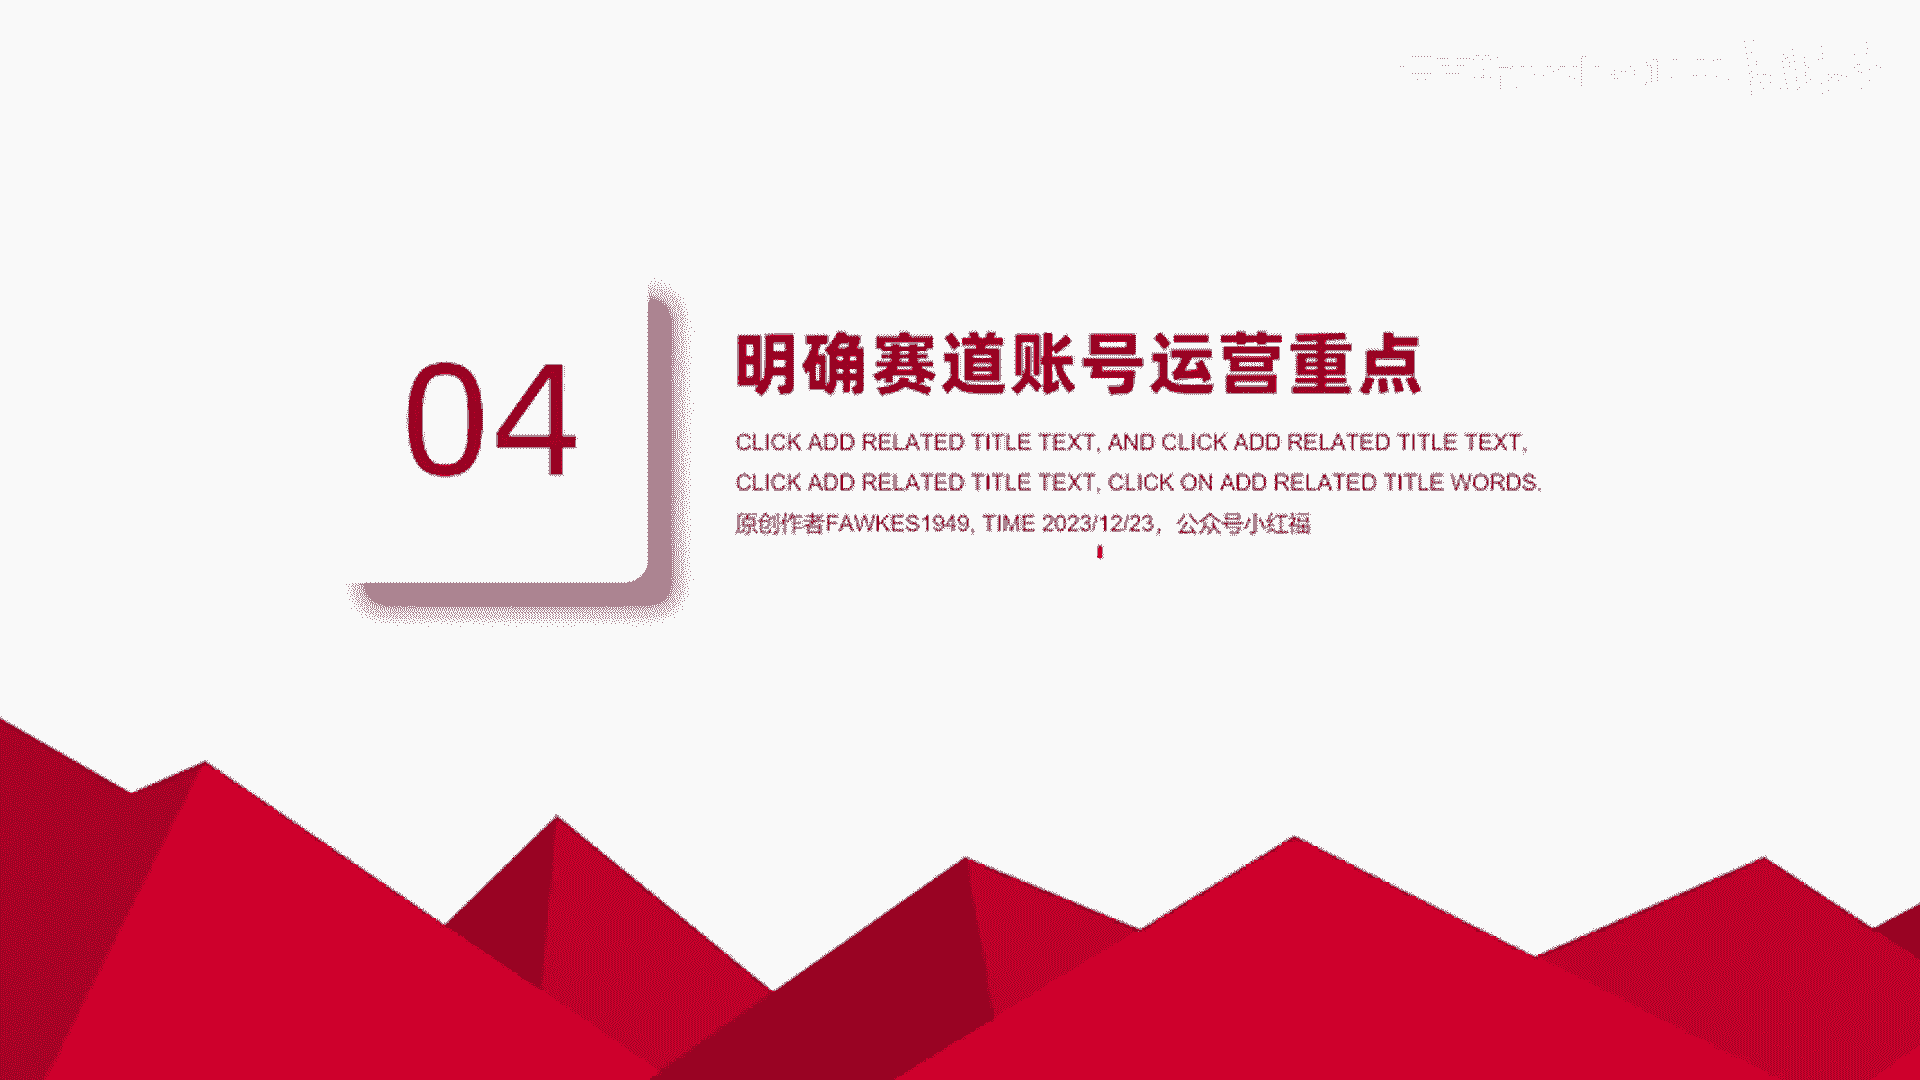 04
明确赛道账号运营重点
CLICK ADD RELATED TITLE TEXT, AND CLICK ADD RELATED TITLE TEXT,
CLICK ADD RELATED TITLE TEXT, CLICK ON ADD RELATED TITLE WORDS.
原创作者FAWKES1949, TIME 2023/12/23，公众号小红福